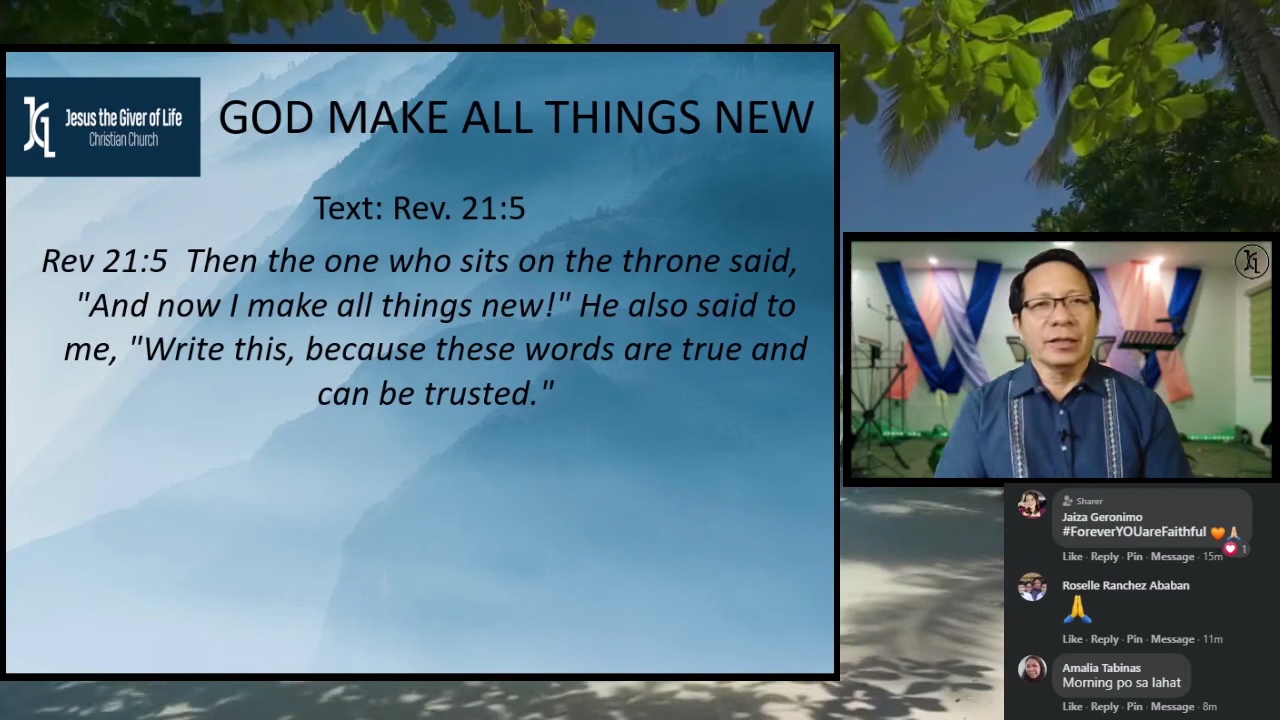 Jesus the Giver of Life
Christian Church
GOD MAKE ALL THINGS NEW
Text: Rev. 21:5
Rev 21:5 Then the one who sits on the throne said,
"And now I make all things new!" He also said to
me, "Write this, because these words are true and
can be trusted."
Sharer
Jaiza Geronimo
#ForeverYOUareFaithful 🧡🙏
Like · Reply · Pin · Message · 15m
1
Roselle Ranchez Ababan
🙏
Like · Reply · Pin · Message · 11m
Amalia Tabinas
Morning po sa lahat
Like · Reply · Pin · Message · 8m